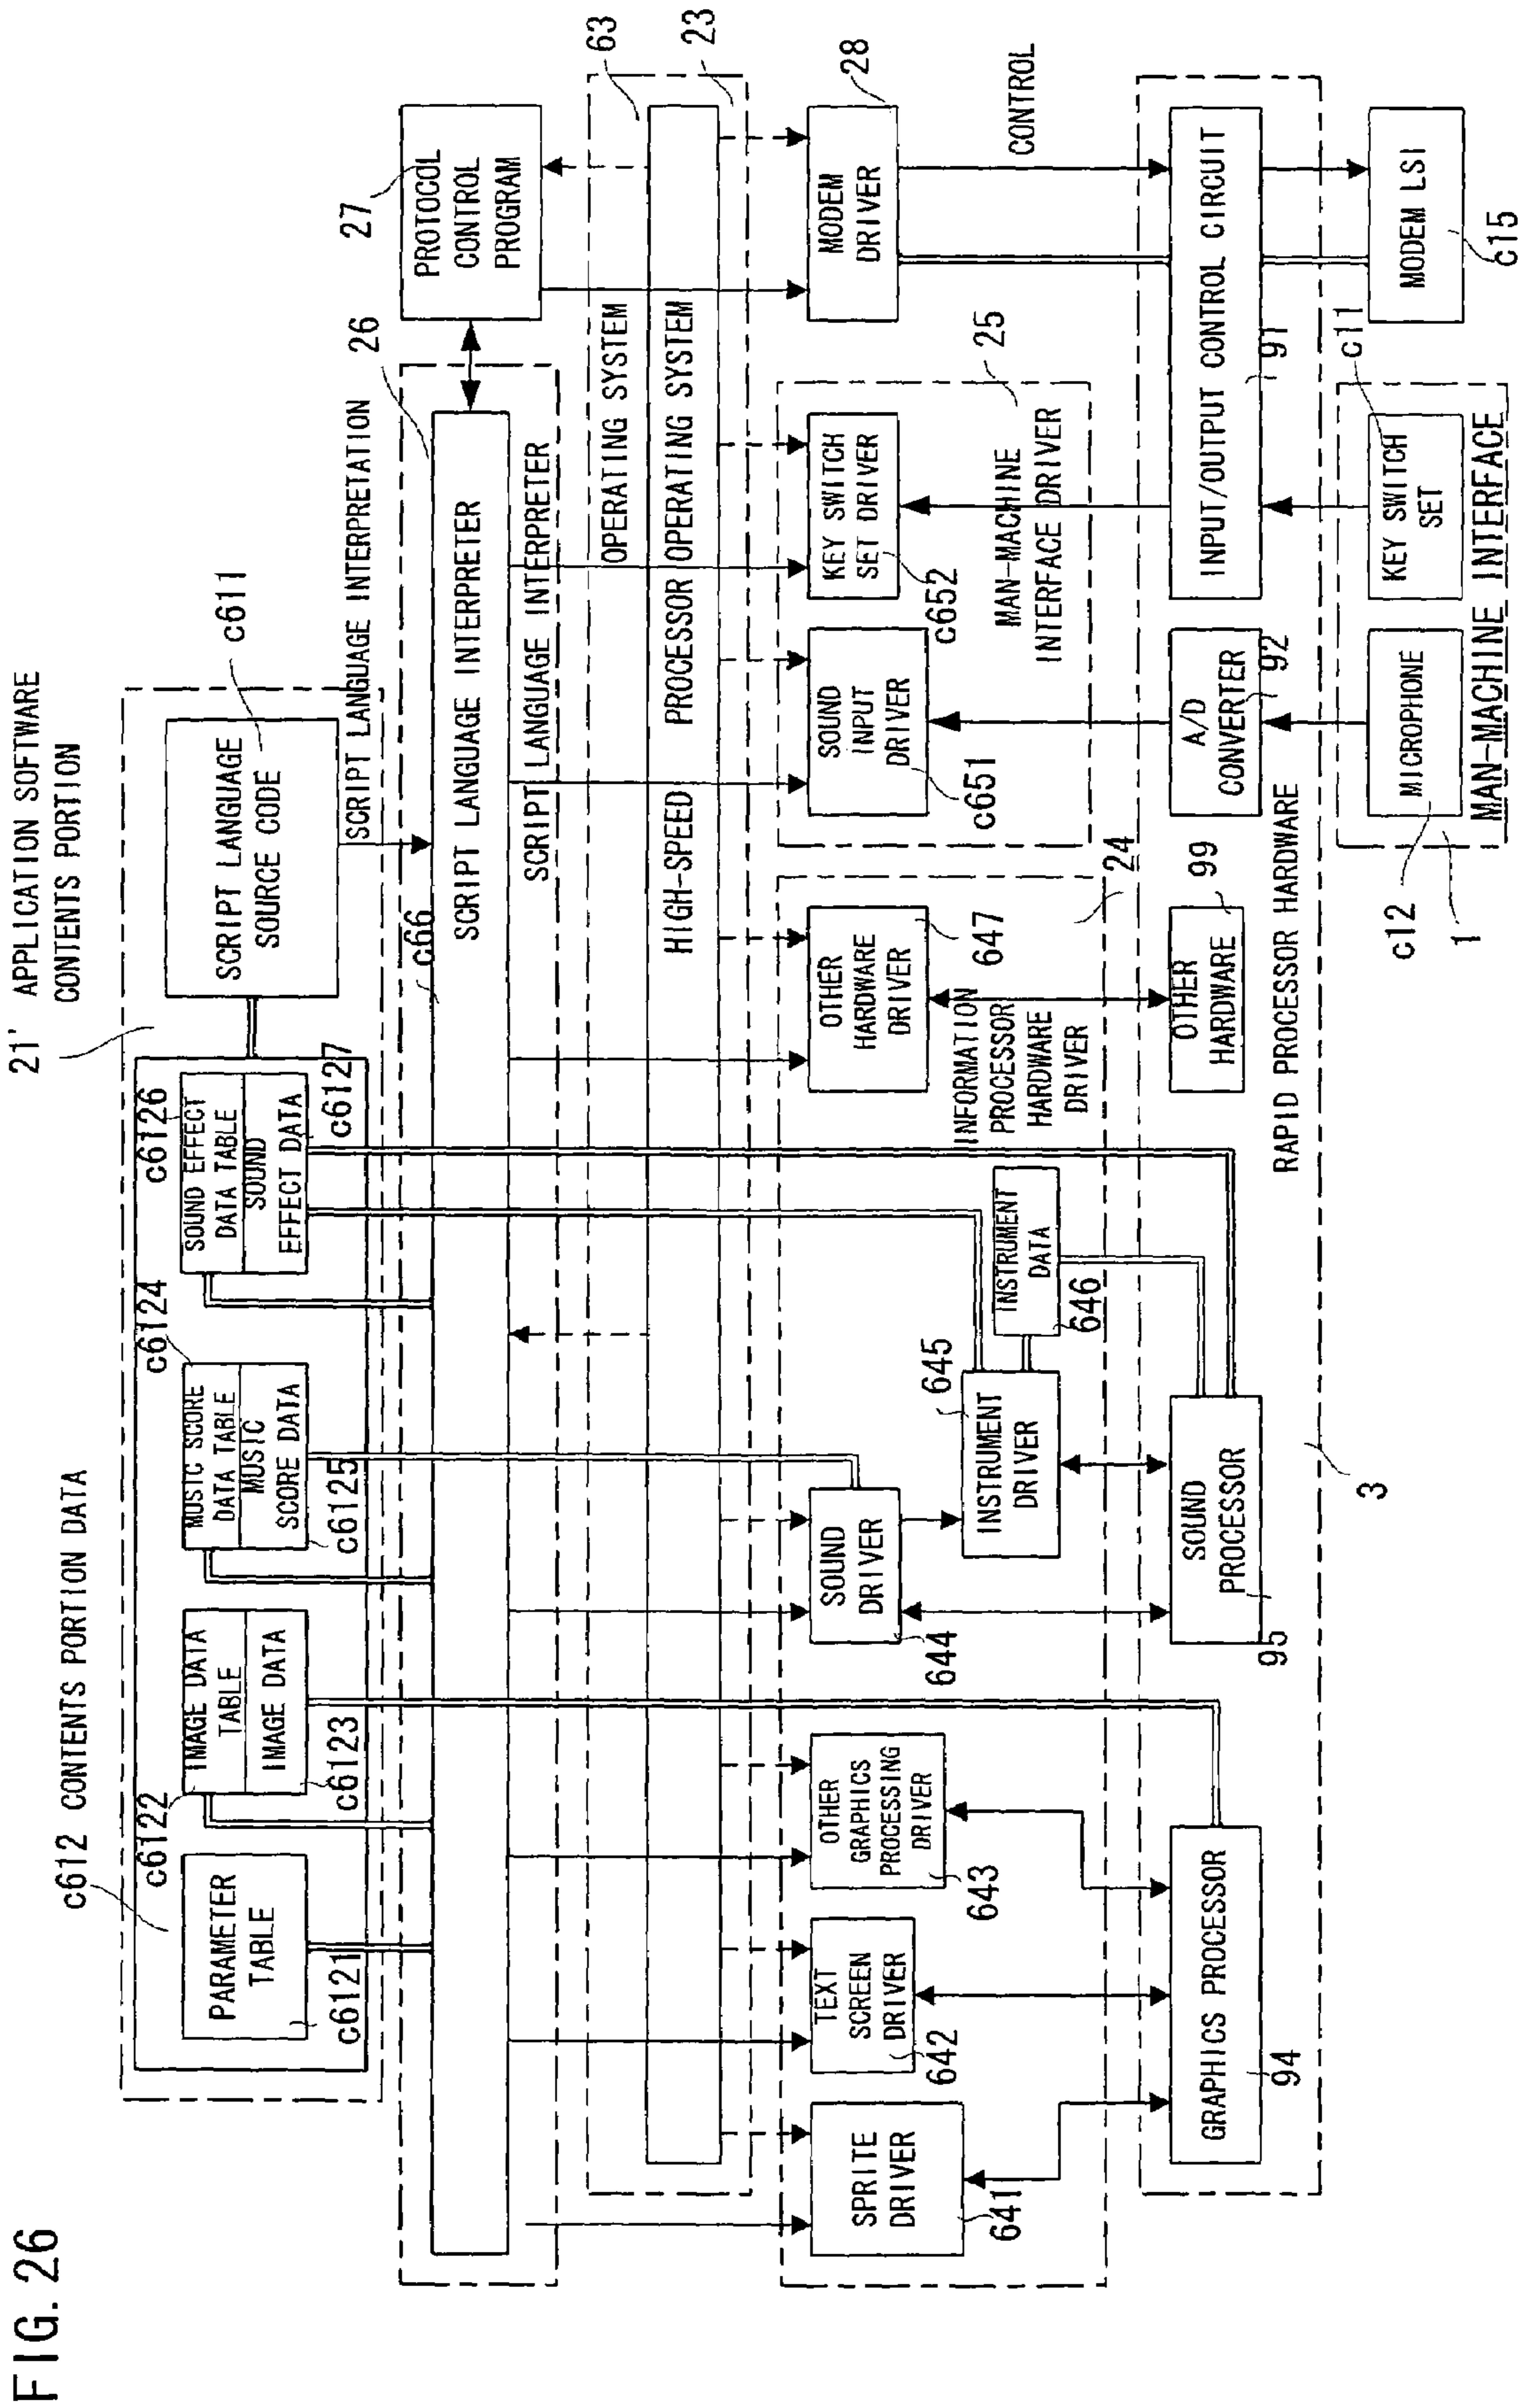 FIG. 26
21' APPLICATION SOFTWARE
CONTENTS PORTION
c612 CONTENTS PORTION DATA
c611
SCRIPT LANGUAGE
SOURCE CODE
c6122
c6124
c6126
PARAMETER
TABLE
c6121
IMAGE DATA
TABLE
IMAGE DATA
c6123
MUSIC SCORE
DATA TABLE
MUSIC
SCORE DATA
c6125
SOUND EFFECT
DATA TABLE
SOUND
EFFECT DATA
c6127
SCRIPT LANGUAGE INTERPRETATION
26
27
PROTOCOL
CONTROL
PROGRAM
c66
SCRIPT LANGUAGE INTERPRETER
SCRIPT LANGUAGE INTERPRETER
63
OPERATING SYSTEM
HIGH-SPEED PROCESSOR OPERATING SYSTEM
23
SPRITE
DRIVER
641
TEXT
SCREEN
DRIVER
642
OTHER
GRAPHICS
PROCESSING
DRIVER
643
SOUND
DRIVER
644
645
INSTRUMENT
DRIVER
INSTRUMENT
DATA
646
OTHER
HARDWARE
DRIVER
647
INFORMATION
PROCESSOR
HARDWARE
DRIVER
24
SOUND
INPUT
DRIVER
c651
KEY SWITCH
SET DRIVER
c652
MAN-MACHINE
INTERFACE DRIVER
25
MODEM
DRIVER
28
CONTROL
GRAPHICS PROCESSOR
94
SOUND
PROCESSOR
95
OTHER
HARDWARE
99
A/D
CONVERTER
92
INPUT/OUTPUT CONTROL CIRCUIT
91
RAPID PROCESSOR HARDWARE
3
MICROPHONE
c12
KEY SWITCH
SET
c11
MAN-MACHINE INTERFACE
1
MODEM LSI
c15